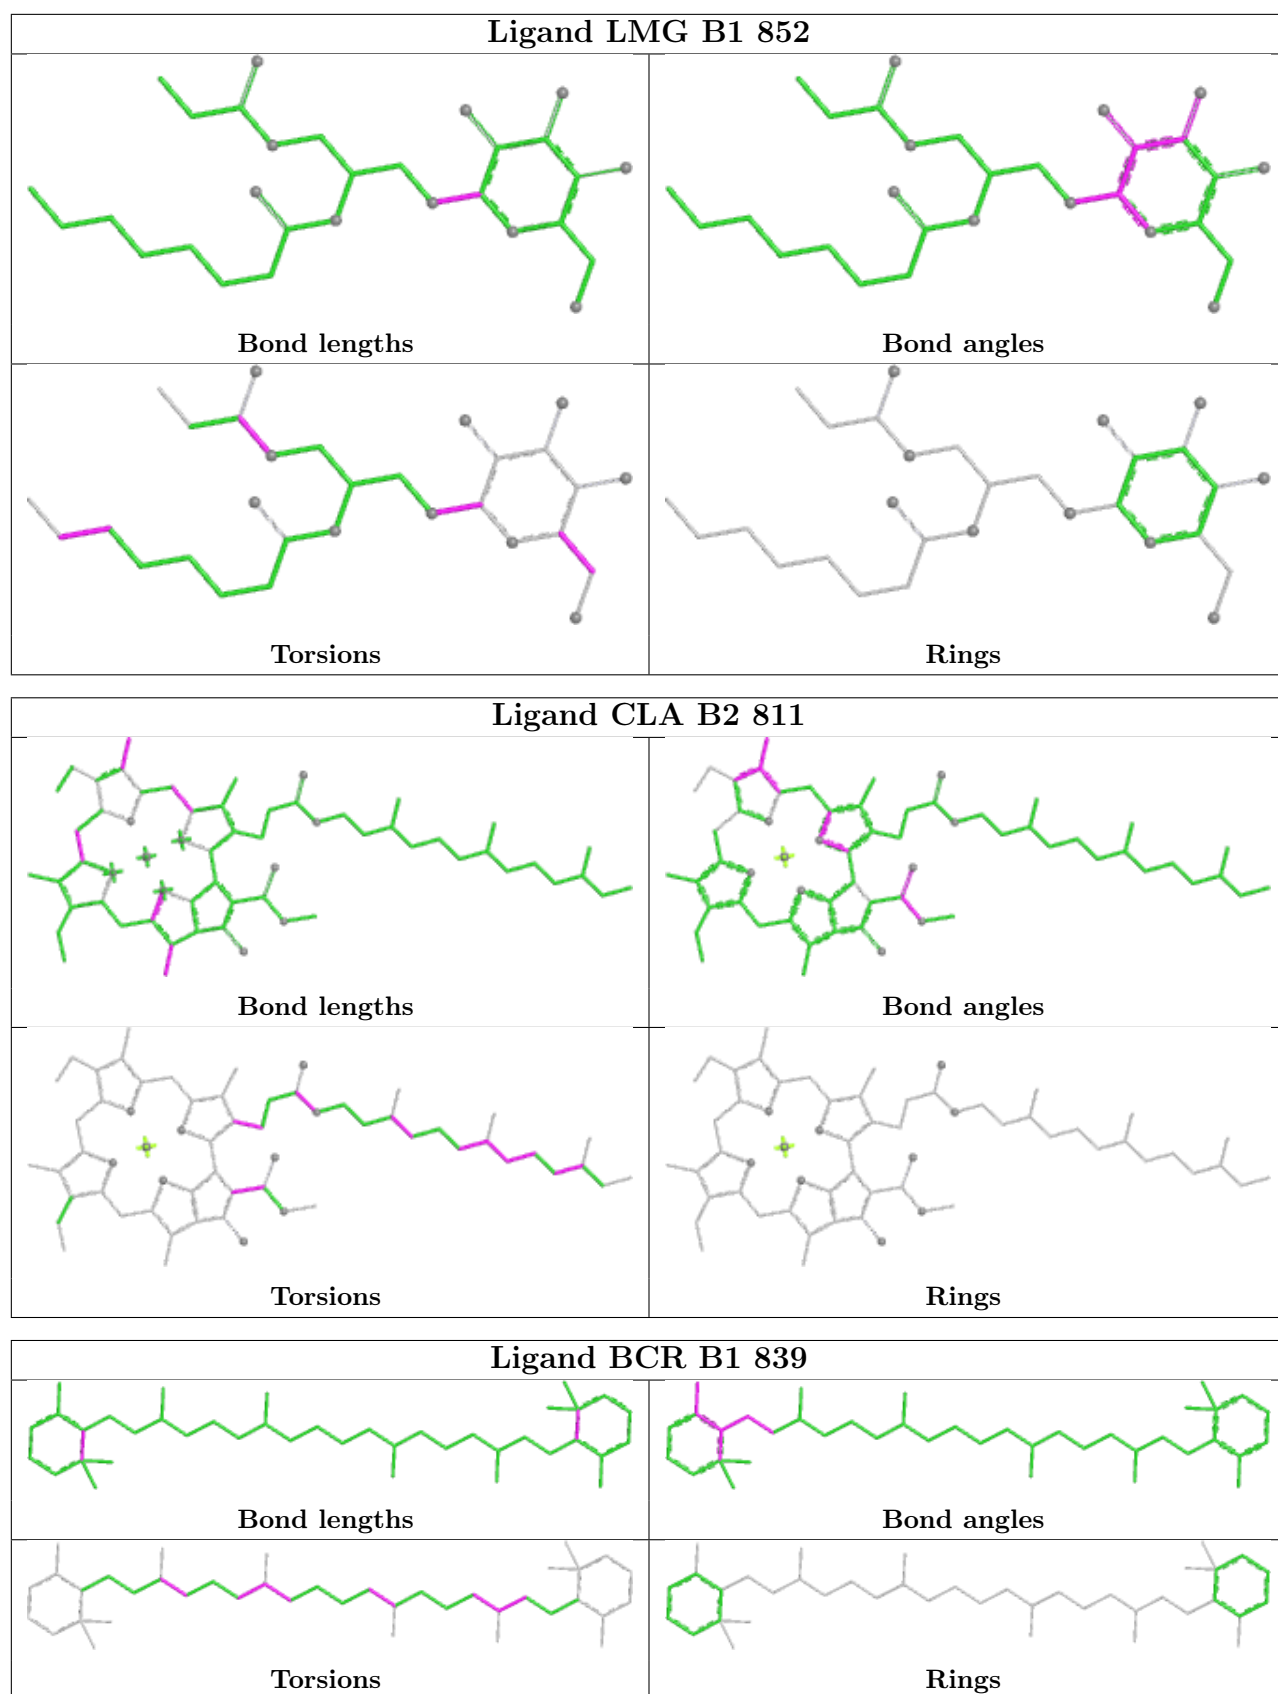 Ligand LMG B1 852
Bond lengths
Bond angles
Torsions
Rings
Ligand CLA B2 811
Bond lengths
Bond angles
Torsions
Rings
Ligand BCR B1 839
Bond lengths
Bond angles
Torsions
Rings